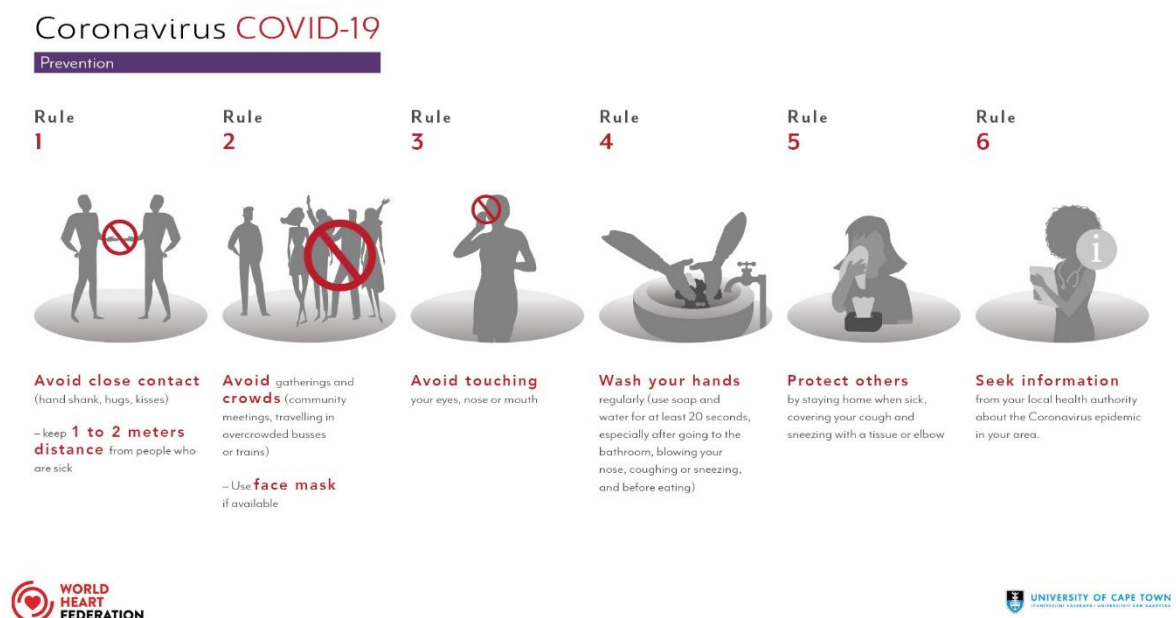 Coronavirus COVID-19
Prevention
Rule
1
Avoid close contact
(hand shank, hugs, kisses)
– keep 1 to 2 meters
distance from people who
are sick
Rule
2
Avoid gatherings and
crowds (community
meetings, travelling in
overcrowded busses
or trains)
– Use face mask
if available
Rule
3
Avoid touching
your eyes, nose or mouth
Rule
4
Wash your hands
regularly (use soap and
water for at least 20 seconds,
especially after going to the
bathroom, blowing your
nose, coughing or sneezing,
and before eating)
Rule
5
Protect others
by staying home when sick,
covering your cough and
sneezing with a tissue or elbow
Rule
6
i
Seek information
from your local health authority
about the Coronavirus epidemic
in your area.
WORLD
HEART
FEDERATION
UNIVERSITY OF CAPE TOWN